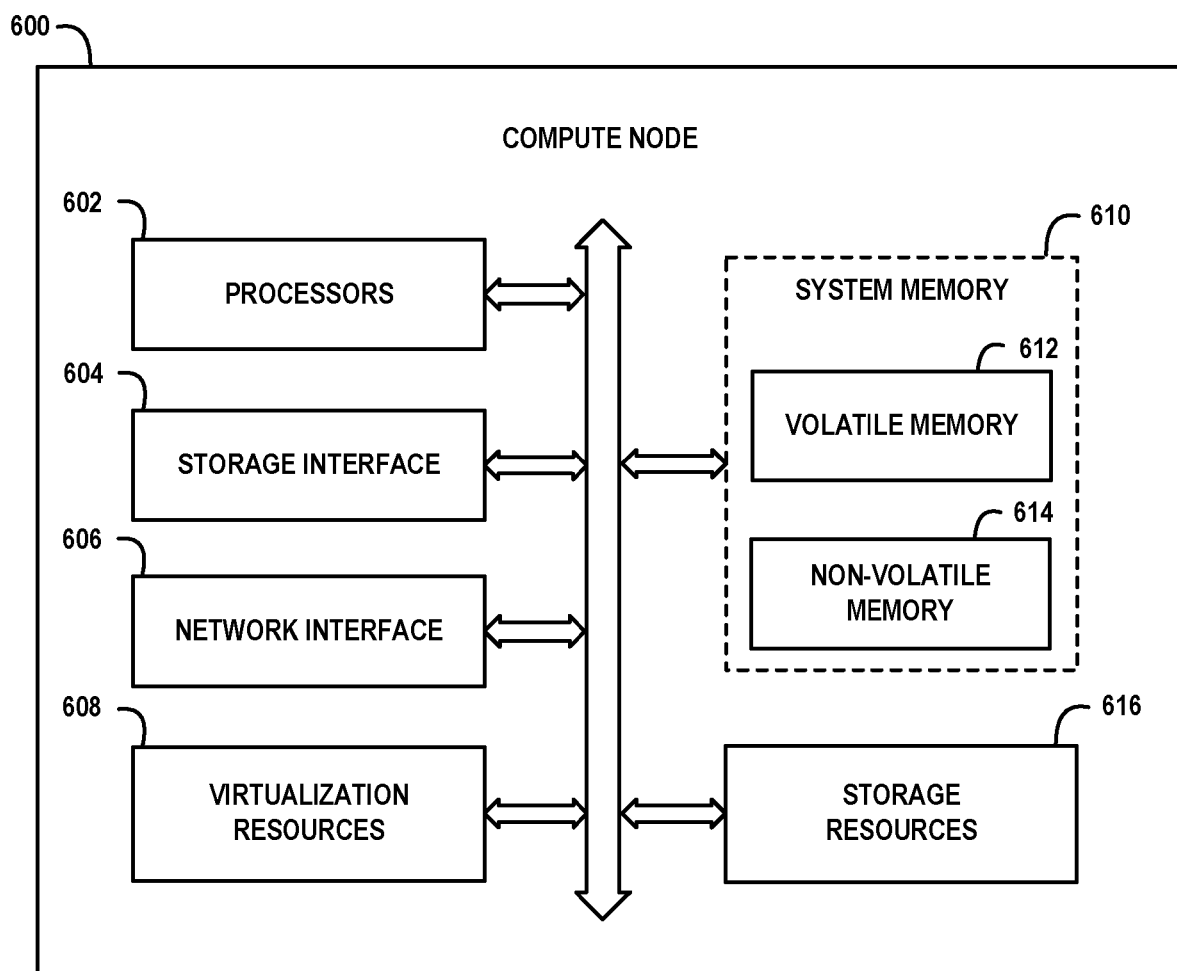 600
COMPUTE NODE
602
PROCESSORS
604
STORAGE INTERFACE
606
NETWORK INTERFACE
608
VIRTUALIZATION
RESOURCES
610
SYSTEM MEMORY
612
VOLATILE MEMORY
614
NON-VOLATILE
MEMORY
616
STORAGE
RESOURCES